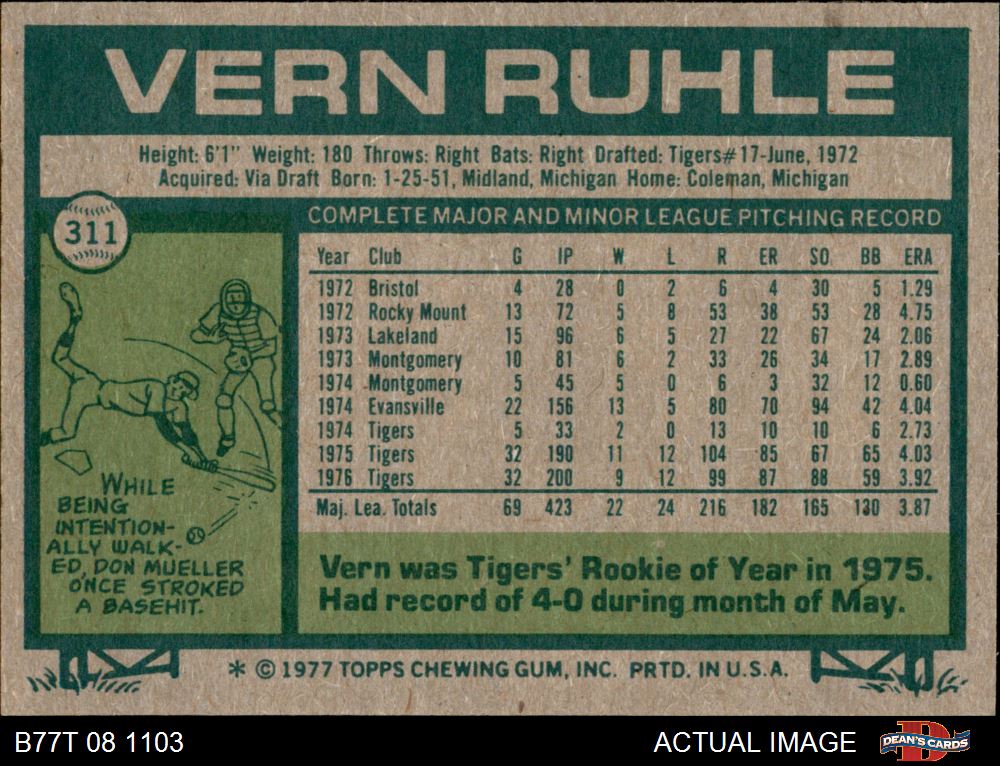 VERN RUHLE
Height: 6'1" Weight: 180 Throws: Right Bats: Right Drafted: Tigers#17-June, 1972
Acquired: Via Draft Born: 1-25-51, Midland, Michigan Home: Coleman, Michigan
311
COMPLETE MAJOR AND MINOR LEAGUE PITCHING RECORD
Year Club G IP W L R ER SO BB ERA
1972 Bristol 4 28 0 2 6 4 30 5 1.29
1972 Rocky Mount 13 72 5 8 53 38 53 28 4.75
1973 Lakeland 15 96 6 5 27 22 67 24 2.06
1973 Montgomery 10 81 6 2 33 26 34 17 2.89
1974 Montgomery 5 45 5 0 6 3 32 12 0.60
1974 Evansville 22 156 13 5 80 70 94 42 4.04
1974 Tigers 5 33 2 0 13 10 10 6 2.73
1975 Tigers 32 190 11 12 104 85 67 65 4.03
1976 Tigers 32 200 9 12 99 87 88 59 3.92
Maj. Lea. Totals 69 423 22 24 216 182 165 130 3.87
WHILE
BEING
INTENTION-
ALLY WALK-
ED, DON MUELLER
ONCE STROKED
A BASEHIT.
Vern was Tigers' Rookie of Year in 1975.
Had record of 4-0 during month of May.
* © 1977 TOPPS CHEWING GUM, INC. PRTD. IN U.S.A.
B77T 08 1103
ACTUAL IMAGE
D
DEAN'S CARDS